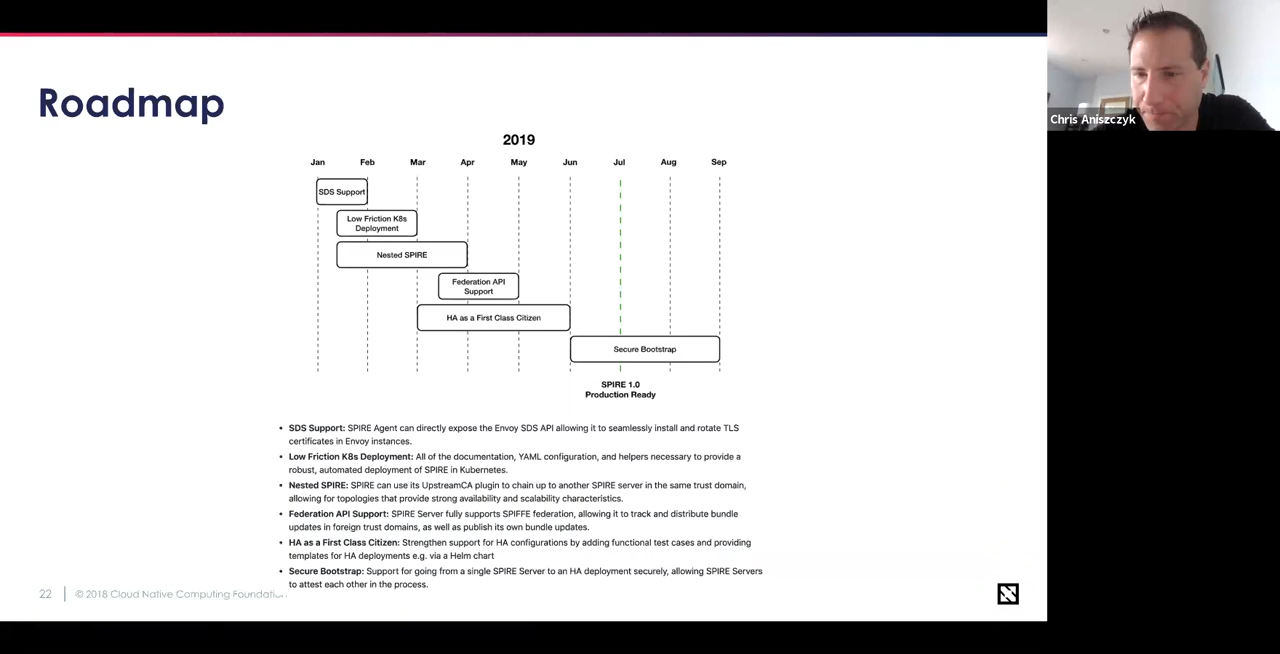 Chris Aniszczyk
Roadmap
2019
Jan Feb Mar Apr May Jun Jul Aug Sep
SDS Support
Low Friction K8s
Deployment
Nested SPIRE
Federation API
Support
HA as a First Class Citizen
Secure Bootstrap
SPIRE 1.0
Production Ready
• SDS Support: SPIRE Agent can directly expose the Envoy SDS API allowing it to seamlessly install and rotate TLS
certificates in Envoy instances.
• Low Friction K8s Deployment: All of the documentation, YAML configuration, and helpers necessary to provide a
robust, automated deployment of SPIRE in Kubernetes.
• Nested SPIRE: SPIRE can use its UpstreamCA plugin to chain up to another SPIRE server in the same trust domain,
allowing for topologies that provide strong availability and scalability characteristics.
• Federation API Support: SPIRE Server fully supports SPIFFE federation, allowing it to track and distribute bundle
updates in foreign trust domains, as well as publish its own bundle updates.
• HA as a First Class Citizen: Strengthen support for HA configurations by adding functional test cases and providing
templates for HA deployments e.g. via a Helm chart
• Secure Bootstrap: Support for going from a single SPIRE Server to an HA deployment securely, allowing SPIRE Servers
to attest each other in the process.
22 © 2018 Cloud Native Computing Foundation